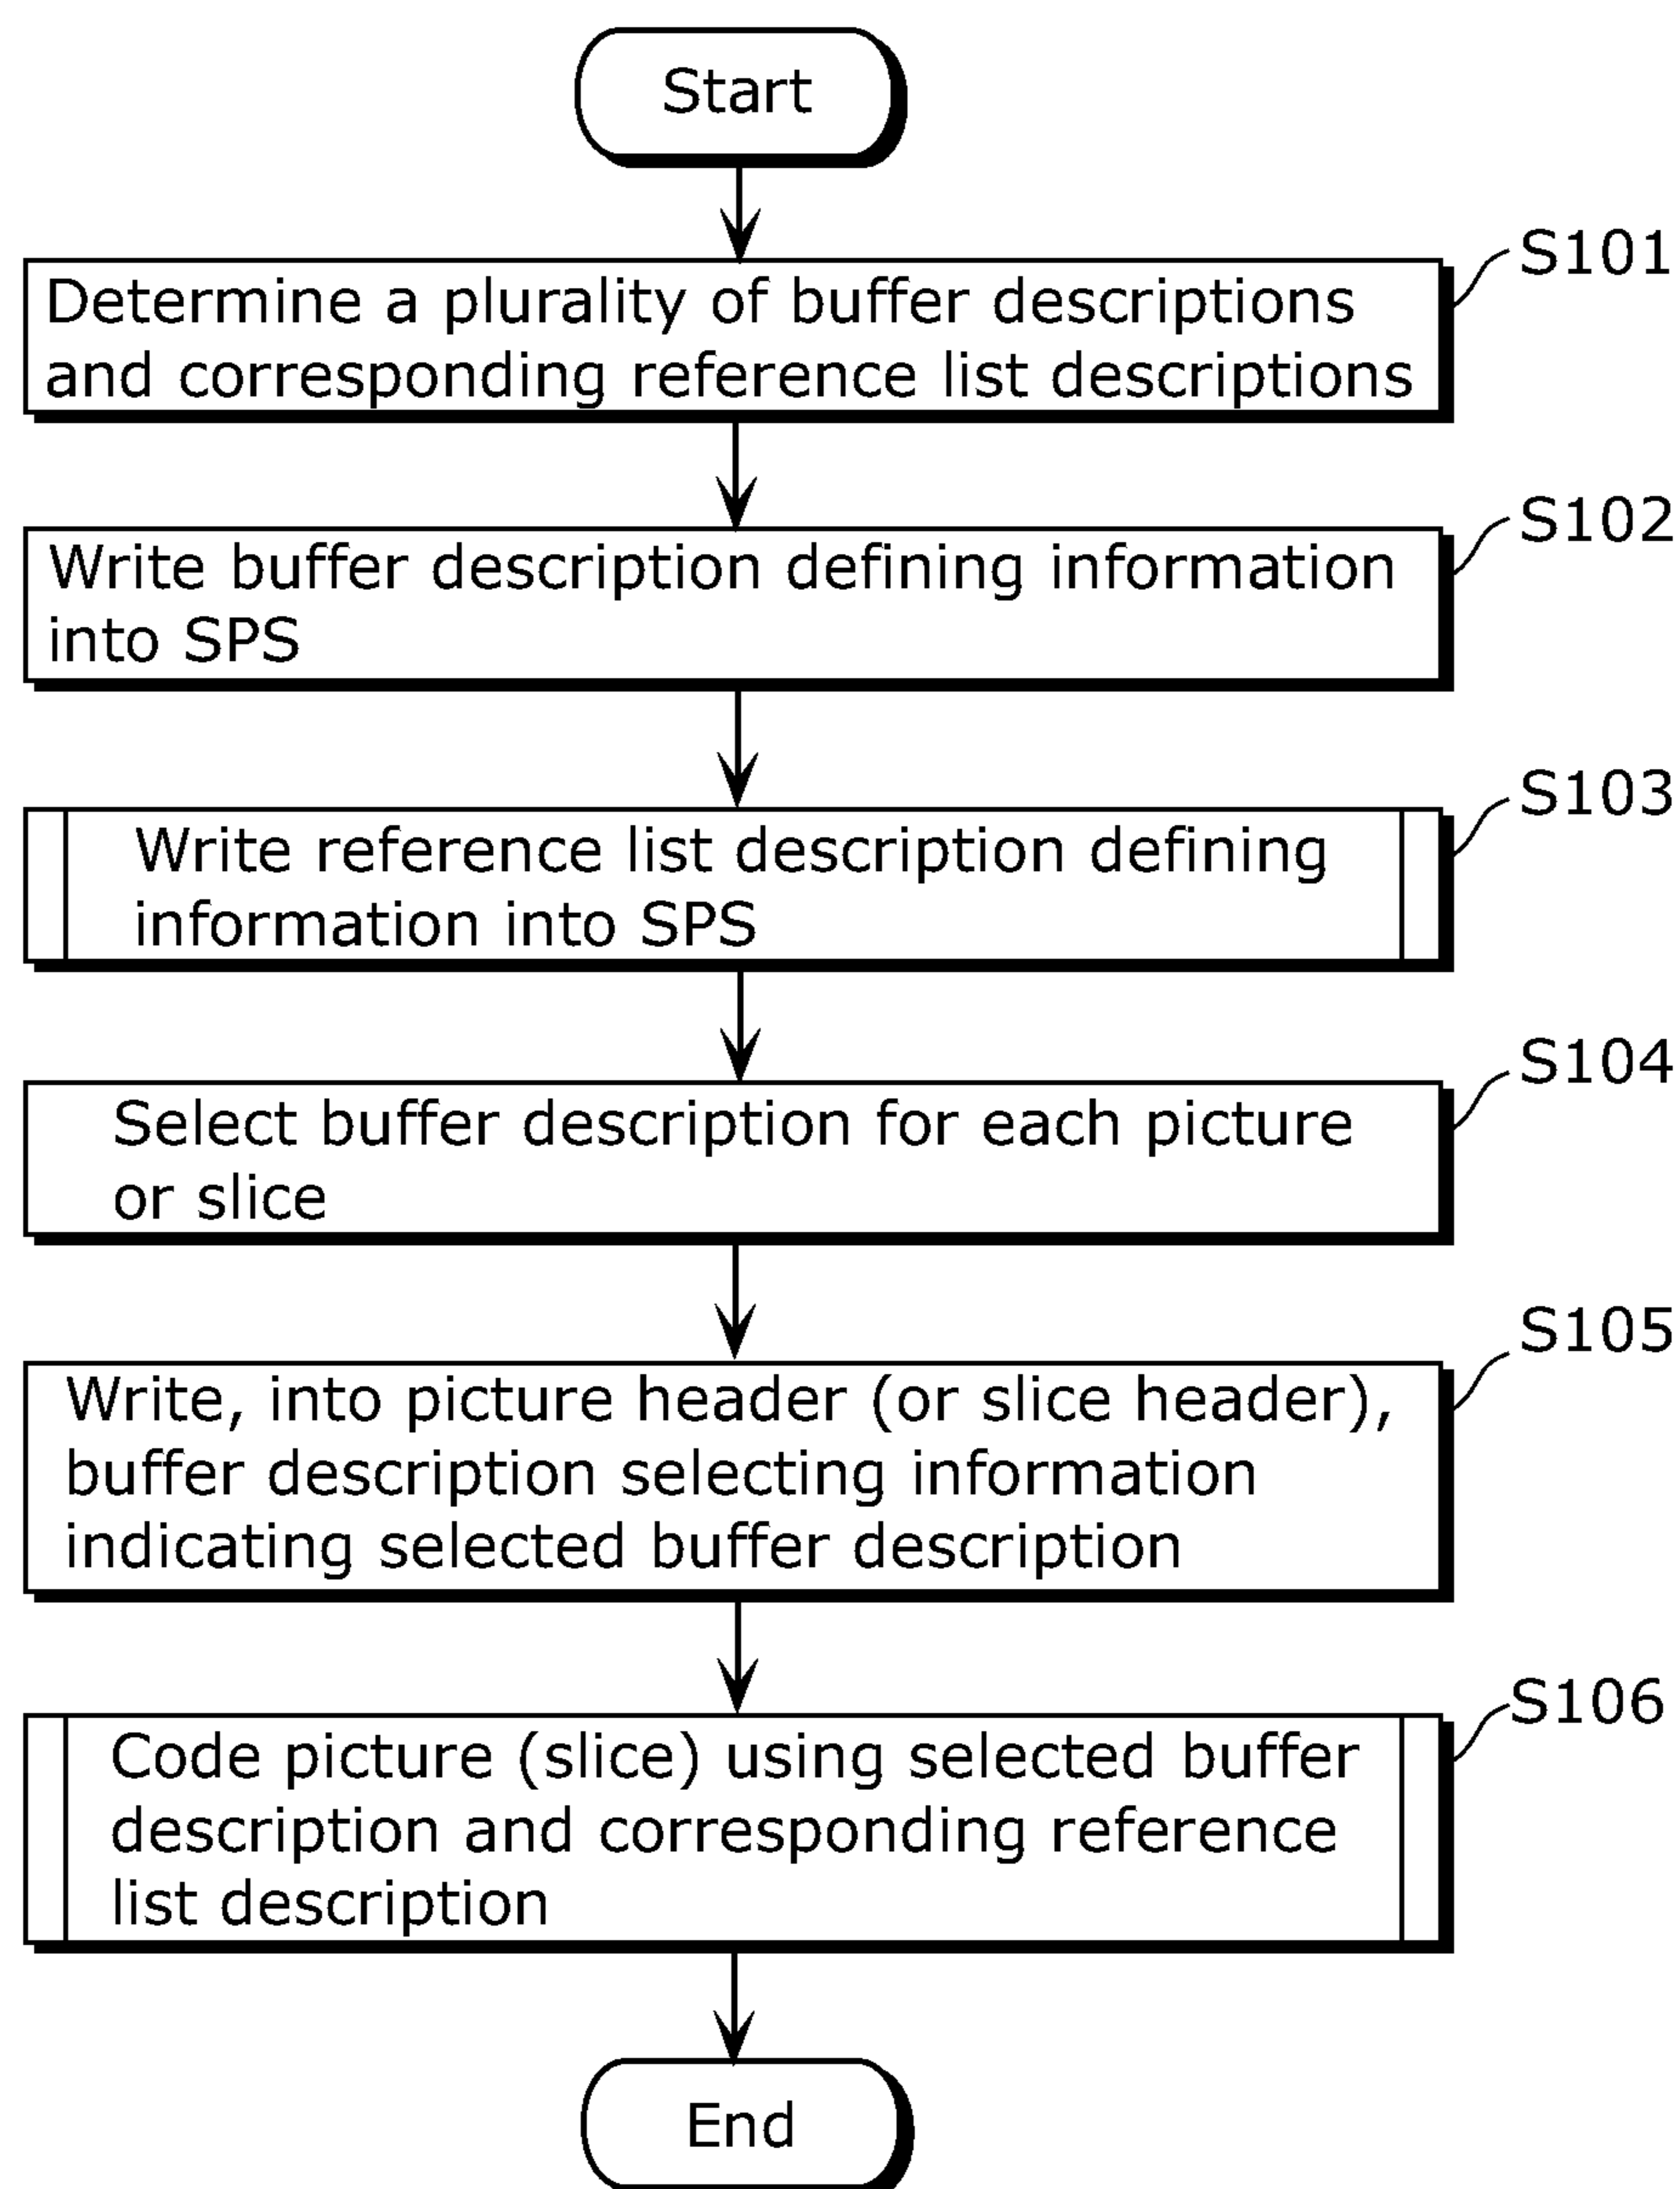 Start
S101
Determine a plurality of buffer descriptions
and corresponding reference list descriptions
S102
Write buffer description defining information
into SPS
S103
Write reference list description defining
information into SPS
S104
Select buffer description for each picture
or slice
S105
Write, into picture header (or slice header),
buffer description selecting information
indicating selected buffer description
S106
Code picture (slice) using selected buffer
description and corresponding reference
list description
End